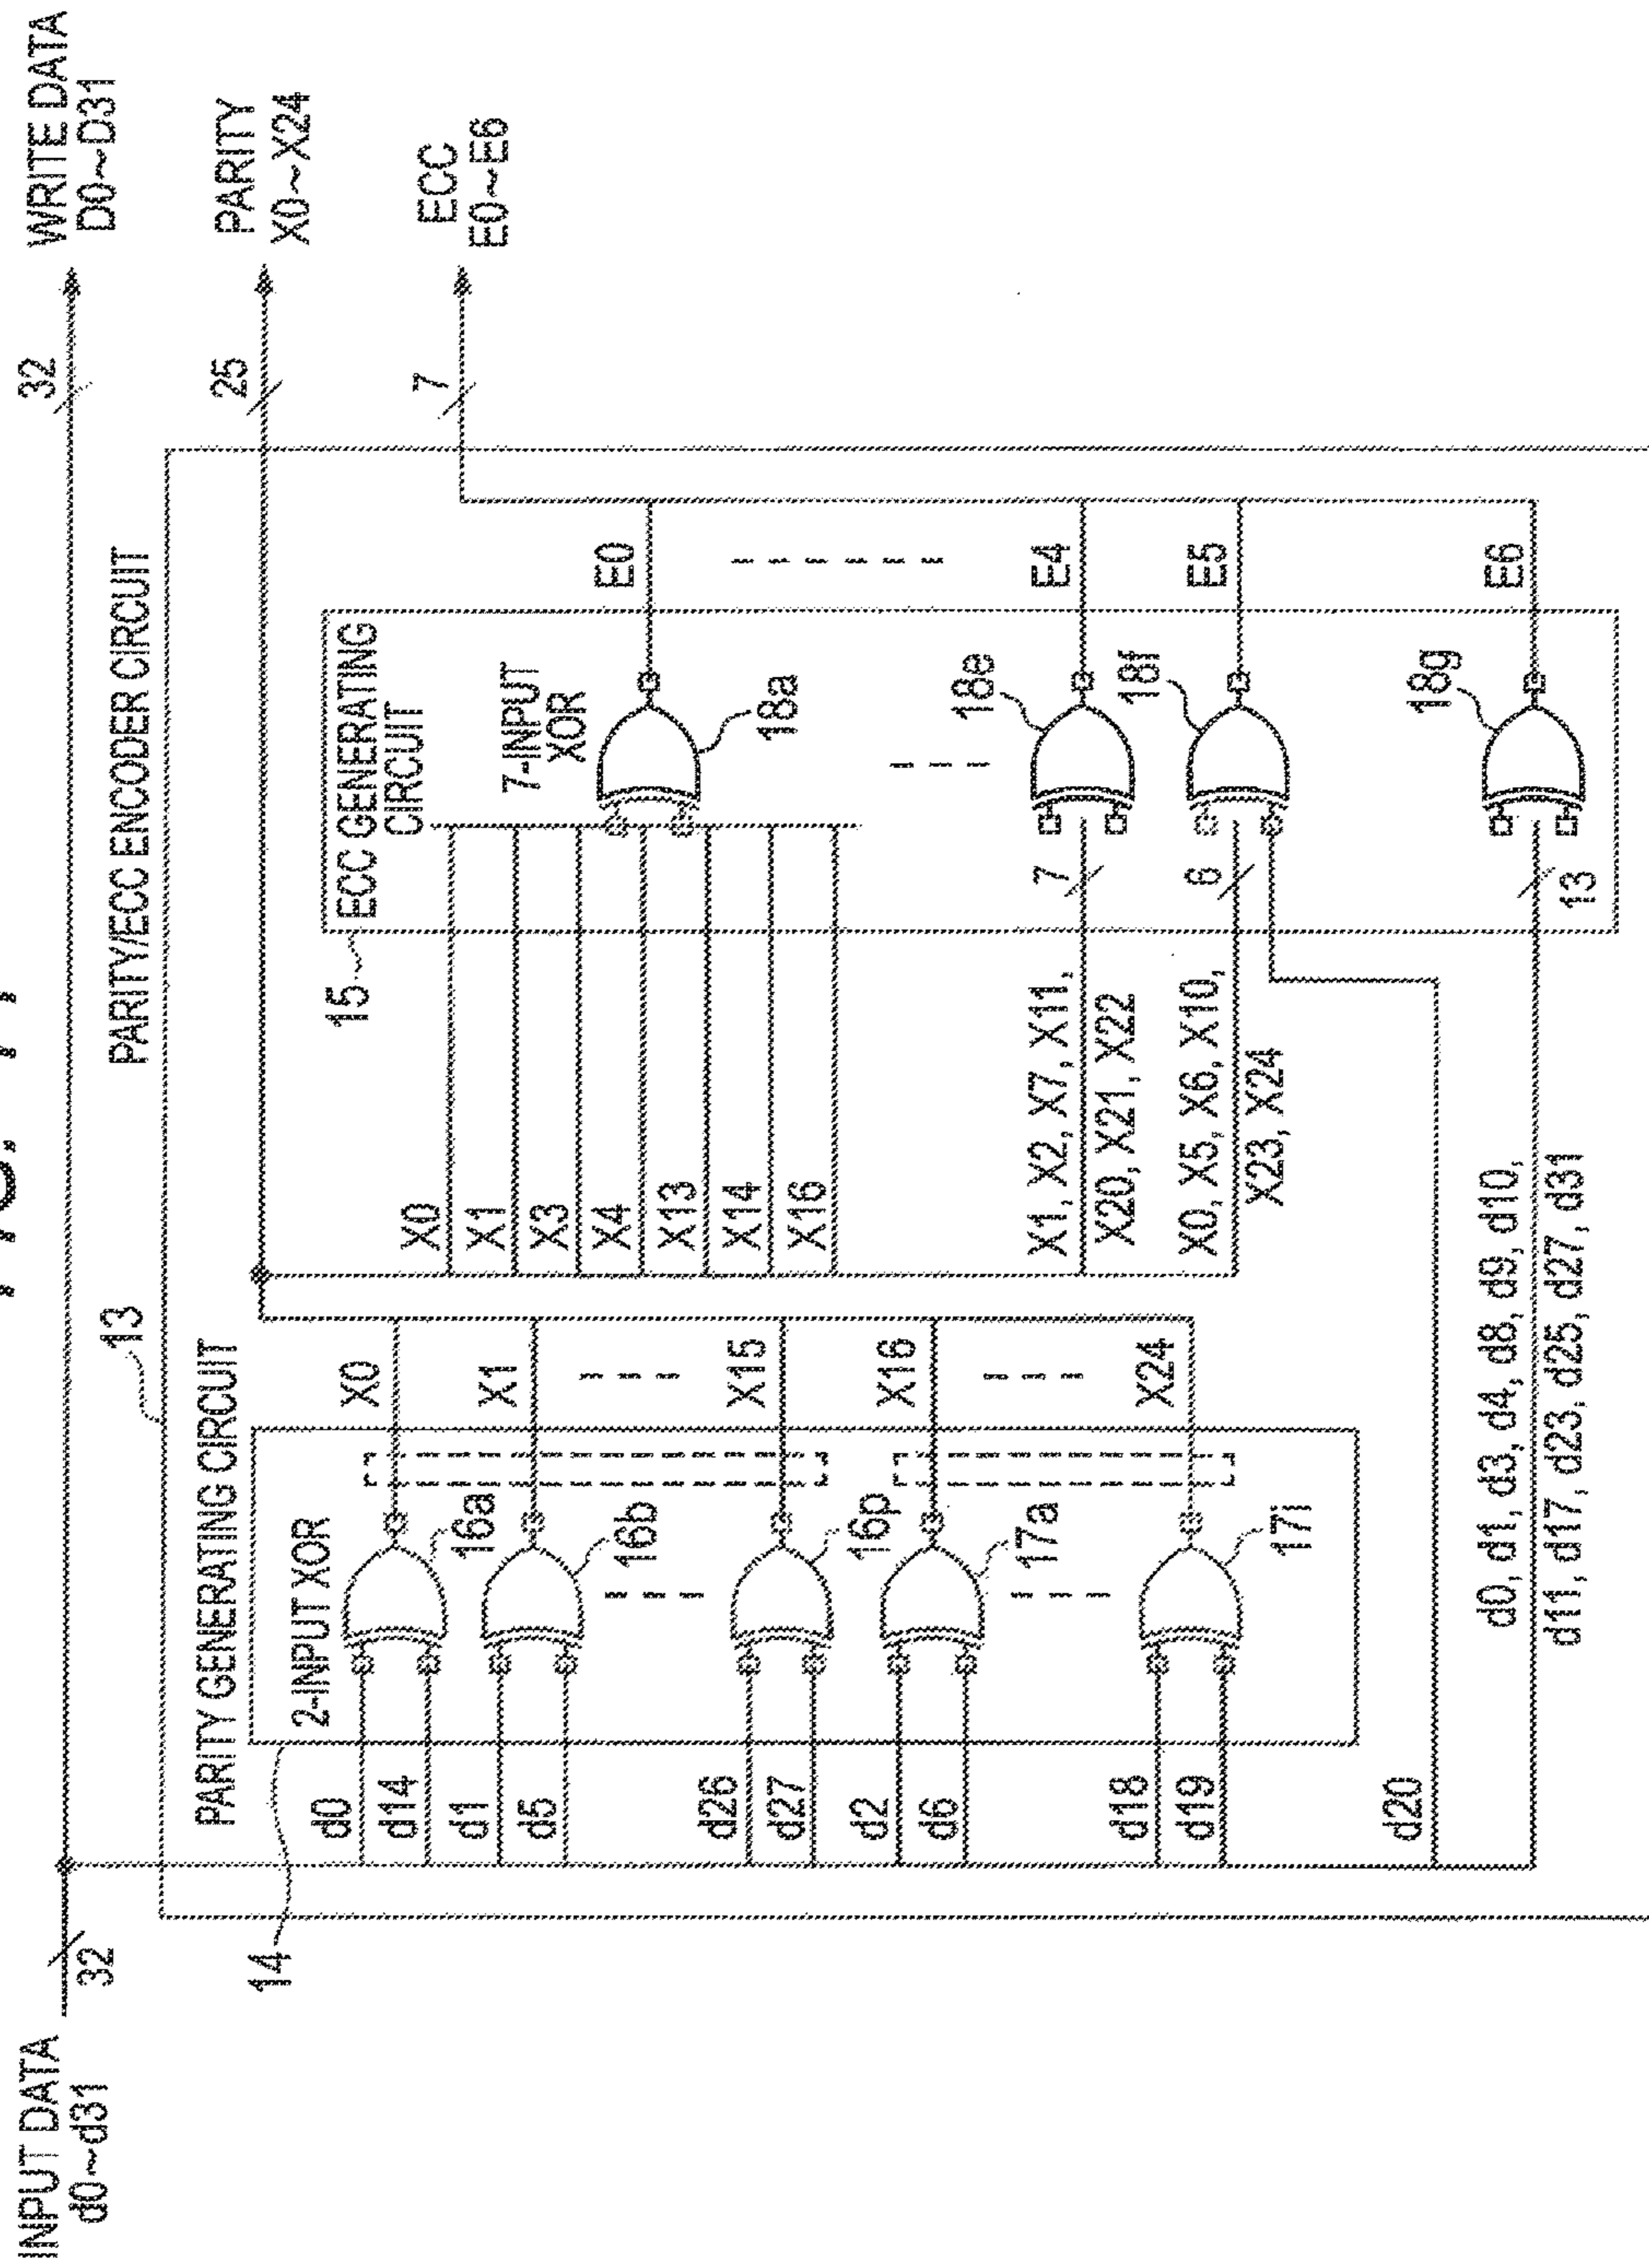 INPUT DATA
d0~d31
32
32
WRITE DATA
D0~D31
13
PARITY/ECC ENCODER CIRCUIT
25
PARITY
X0~X24
7
ECC
E0~E6
14
PARITY GENERATING CIRCUIT
2-INPUT XOR
d0
d14
16a
X0
d1
d5
16b
X1
d26
d27
16p
X15
d2
d6
17a
X16
d18
d19
17i
X24
15
ECC GENERATING
CIRCUIT
7-INPUT
XOR
X0
X1
X3
X4
X13
X14
X16
18a
E0
X1, X2, X7, X11,
X20, X21, X22
7
18e
E4
X0, X5, X6, X10,
X23, X24
6
18f
E5
d20
d0, d1, d3, d4, d8, d9, d10,
d11, d17, d23, d25, d27, d31
13
18g
E6